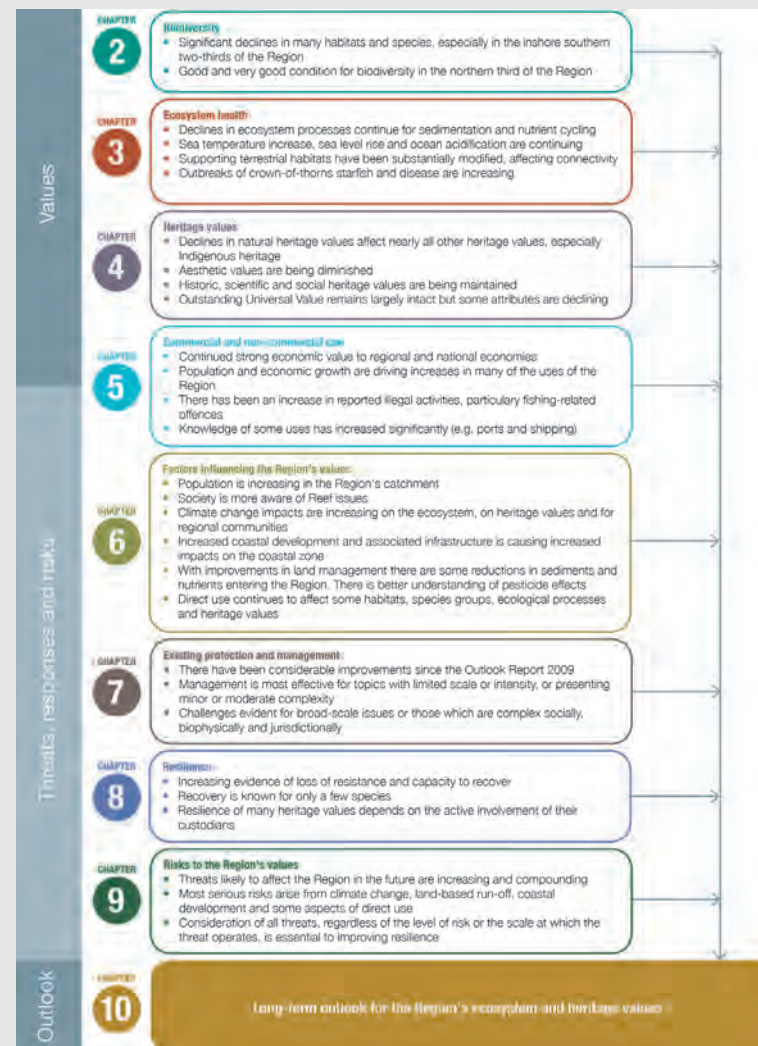 Values
CHAPTER
2
Biodiversity
• Significant declines in many habitats and species, especially in the inshore southern
two-thirds of the Region
• Good and very good condition for biodiversity in the northern third of the Region
CHAPTER
3
Ecosystem health
• Declines in ecosystem processes continue for sedimentation and nutrient cycling
• Sea temperature increase, sea level rise and ocean acidification are continuing
• Supporting terrestrial habitats have been substantially modified, affecting connectivity
• Outbreaks of crown-of-thorns starfish and disease are increasing
CHAPTER
4
Heritage values
• Declines in natural heritage values affect nearly all other heritage values, especially
Indigenous heritage
• Aesthetic values are being diminished
• Historic, scientific and social heritage values are being maintained
• Outstanding Universal Value remains largely intact but some attributes are declining
Threats, responses and risks
CHAPTER
5
Commercial and non-commercial use
• Continued strong economic value to regional and national economies
• Population and economic growth are driving increases in many of the uses of the
Region
• There has been an increase in reported illegal activities, particulary fishing-related
offences
• Knowledge of some uses has increased significantly (e.g. ports and shipping)
CHAPTER
6
Factors influencing the Region's values
• Population is increasing in the Region's catchment
• Society is more aware of Reef issues
• Climate change impacts are increasing on the ecosystem, on heritage values and for
regional communities
• Increased coastal development and associated infrastructure is causing increased
impacts on the coastal zone
• With improvements in land management there are some reductions in sediments and
nutrients entering the Region. There is better understanding of pesticide effects
• Direct use continues to affect some habitats, species groups, ecological processes
and heritage values
CHAPTER
7
Existing protection and management
• There have been considerable improvements since the Outlook Report 2009
• Management is most effective for topics with limited scale or intensity, or presenting
minor or moderate complexity
• Challenges evident for broad-scale issues or those which are complex socially,
biophysically and jurisdictionally
CHAPTER
8
Resilience
• Increasing evidence of loss of resistance and capacity to recover
• Recovery is known for only a few species
• Resilience of many heritage values depends on the active involvement of their
custodians
CHAPTER
9
Risks to the Region's values
• Threats likely to affect the Region in the future are increasing and compounding
• Most serious risks arise from climate change, land-based run-off, coastal
development and some aspects of direct use
• Consideration of all threats, regardless of the level of risk or the scale at which the
threat operates, is essential to improving resilience
Outlook
CHAPTER
10
Long-term outlook for the Region's ecosystem and heritage values